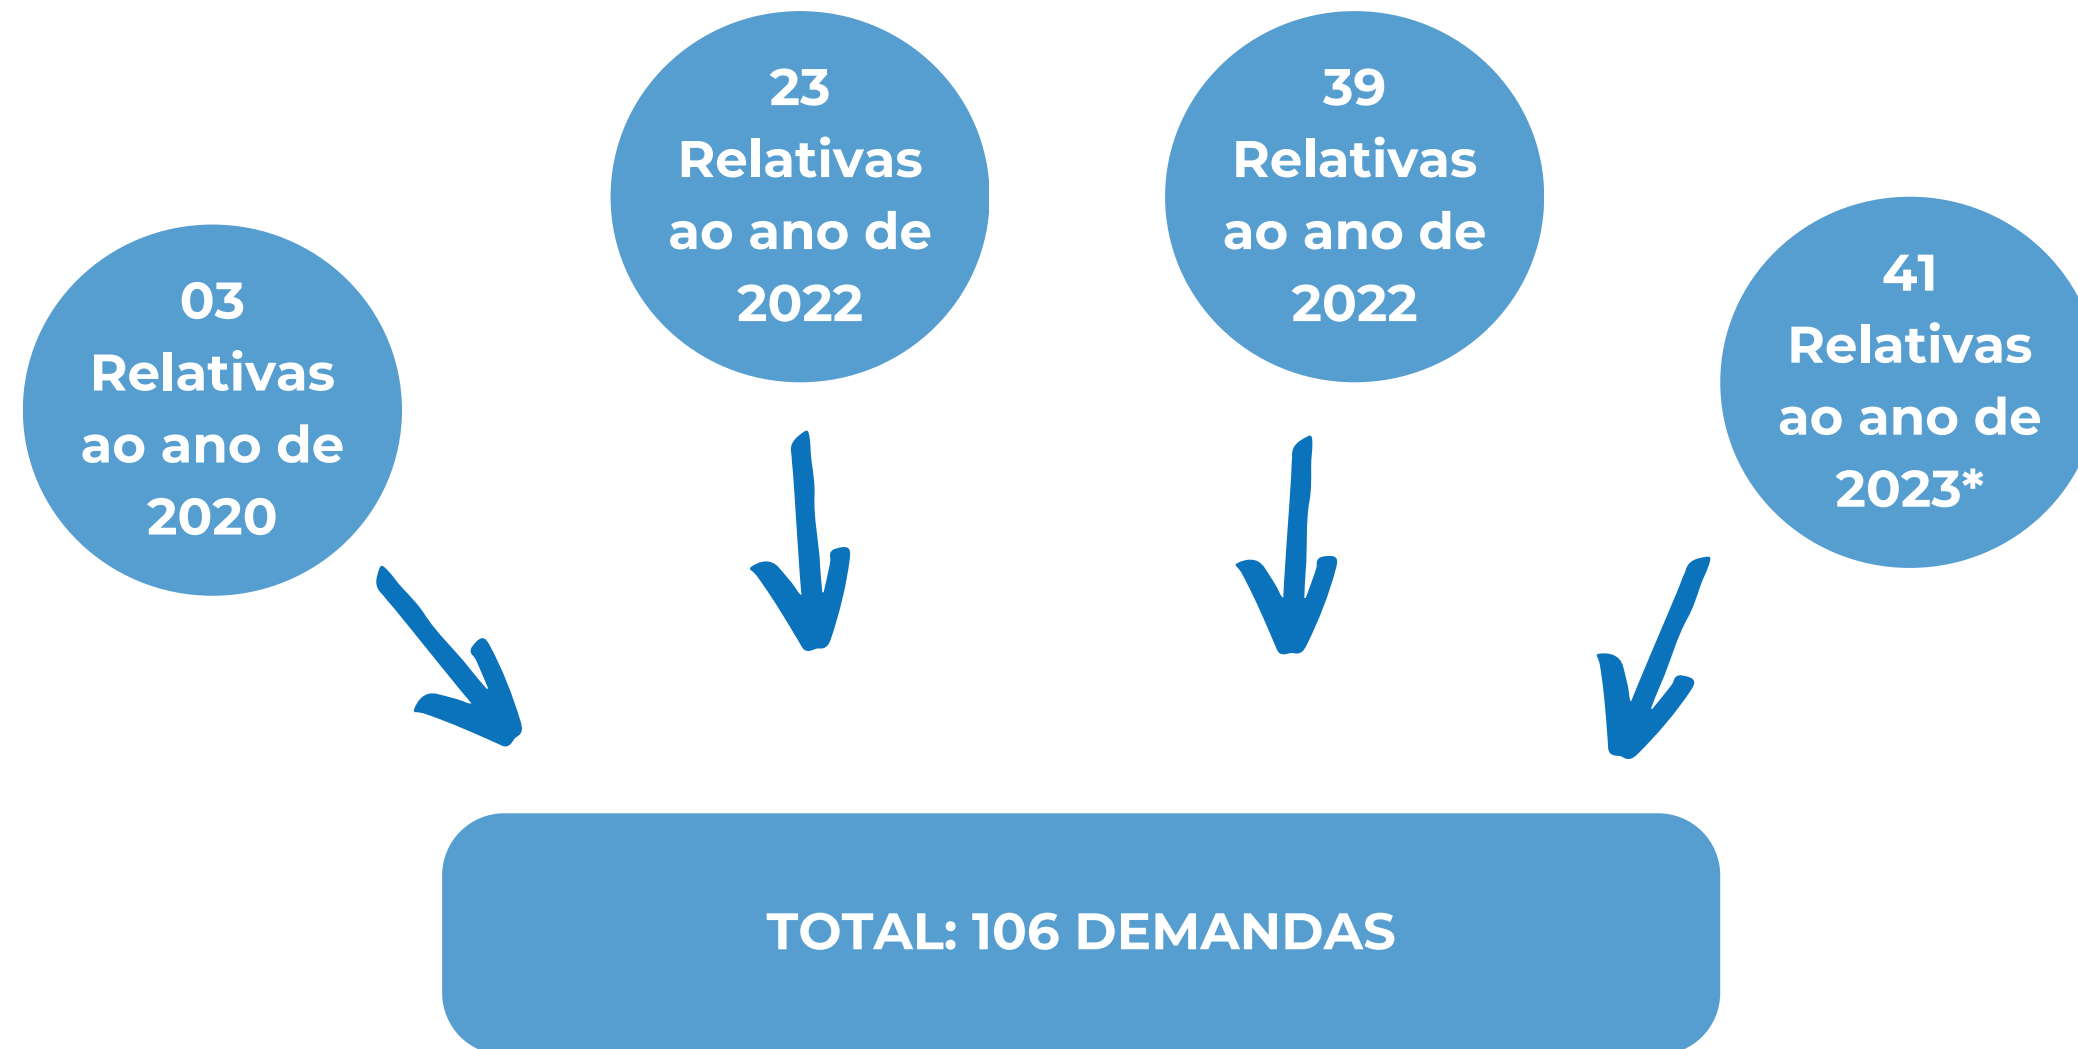 03
Relativas
ao ano de
2020
23
Relativas
ao ano de
2022
39
Relativas
ao ano de
2022
41
Relativas
ao ano de
2023*
TOTAL: 106 DEMANDAS